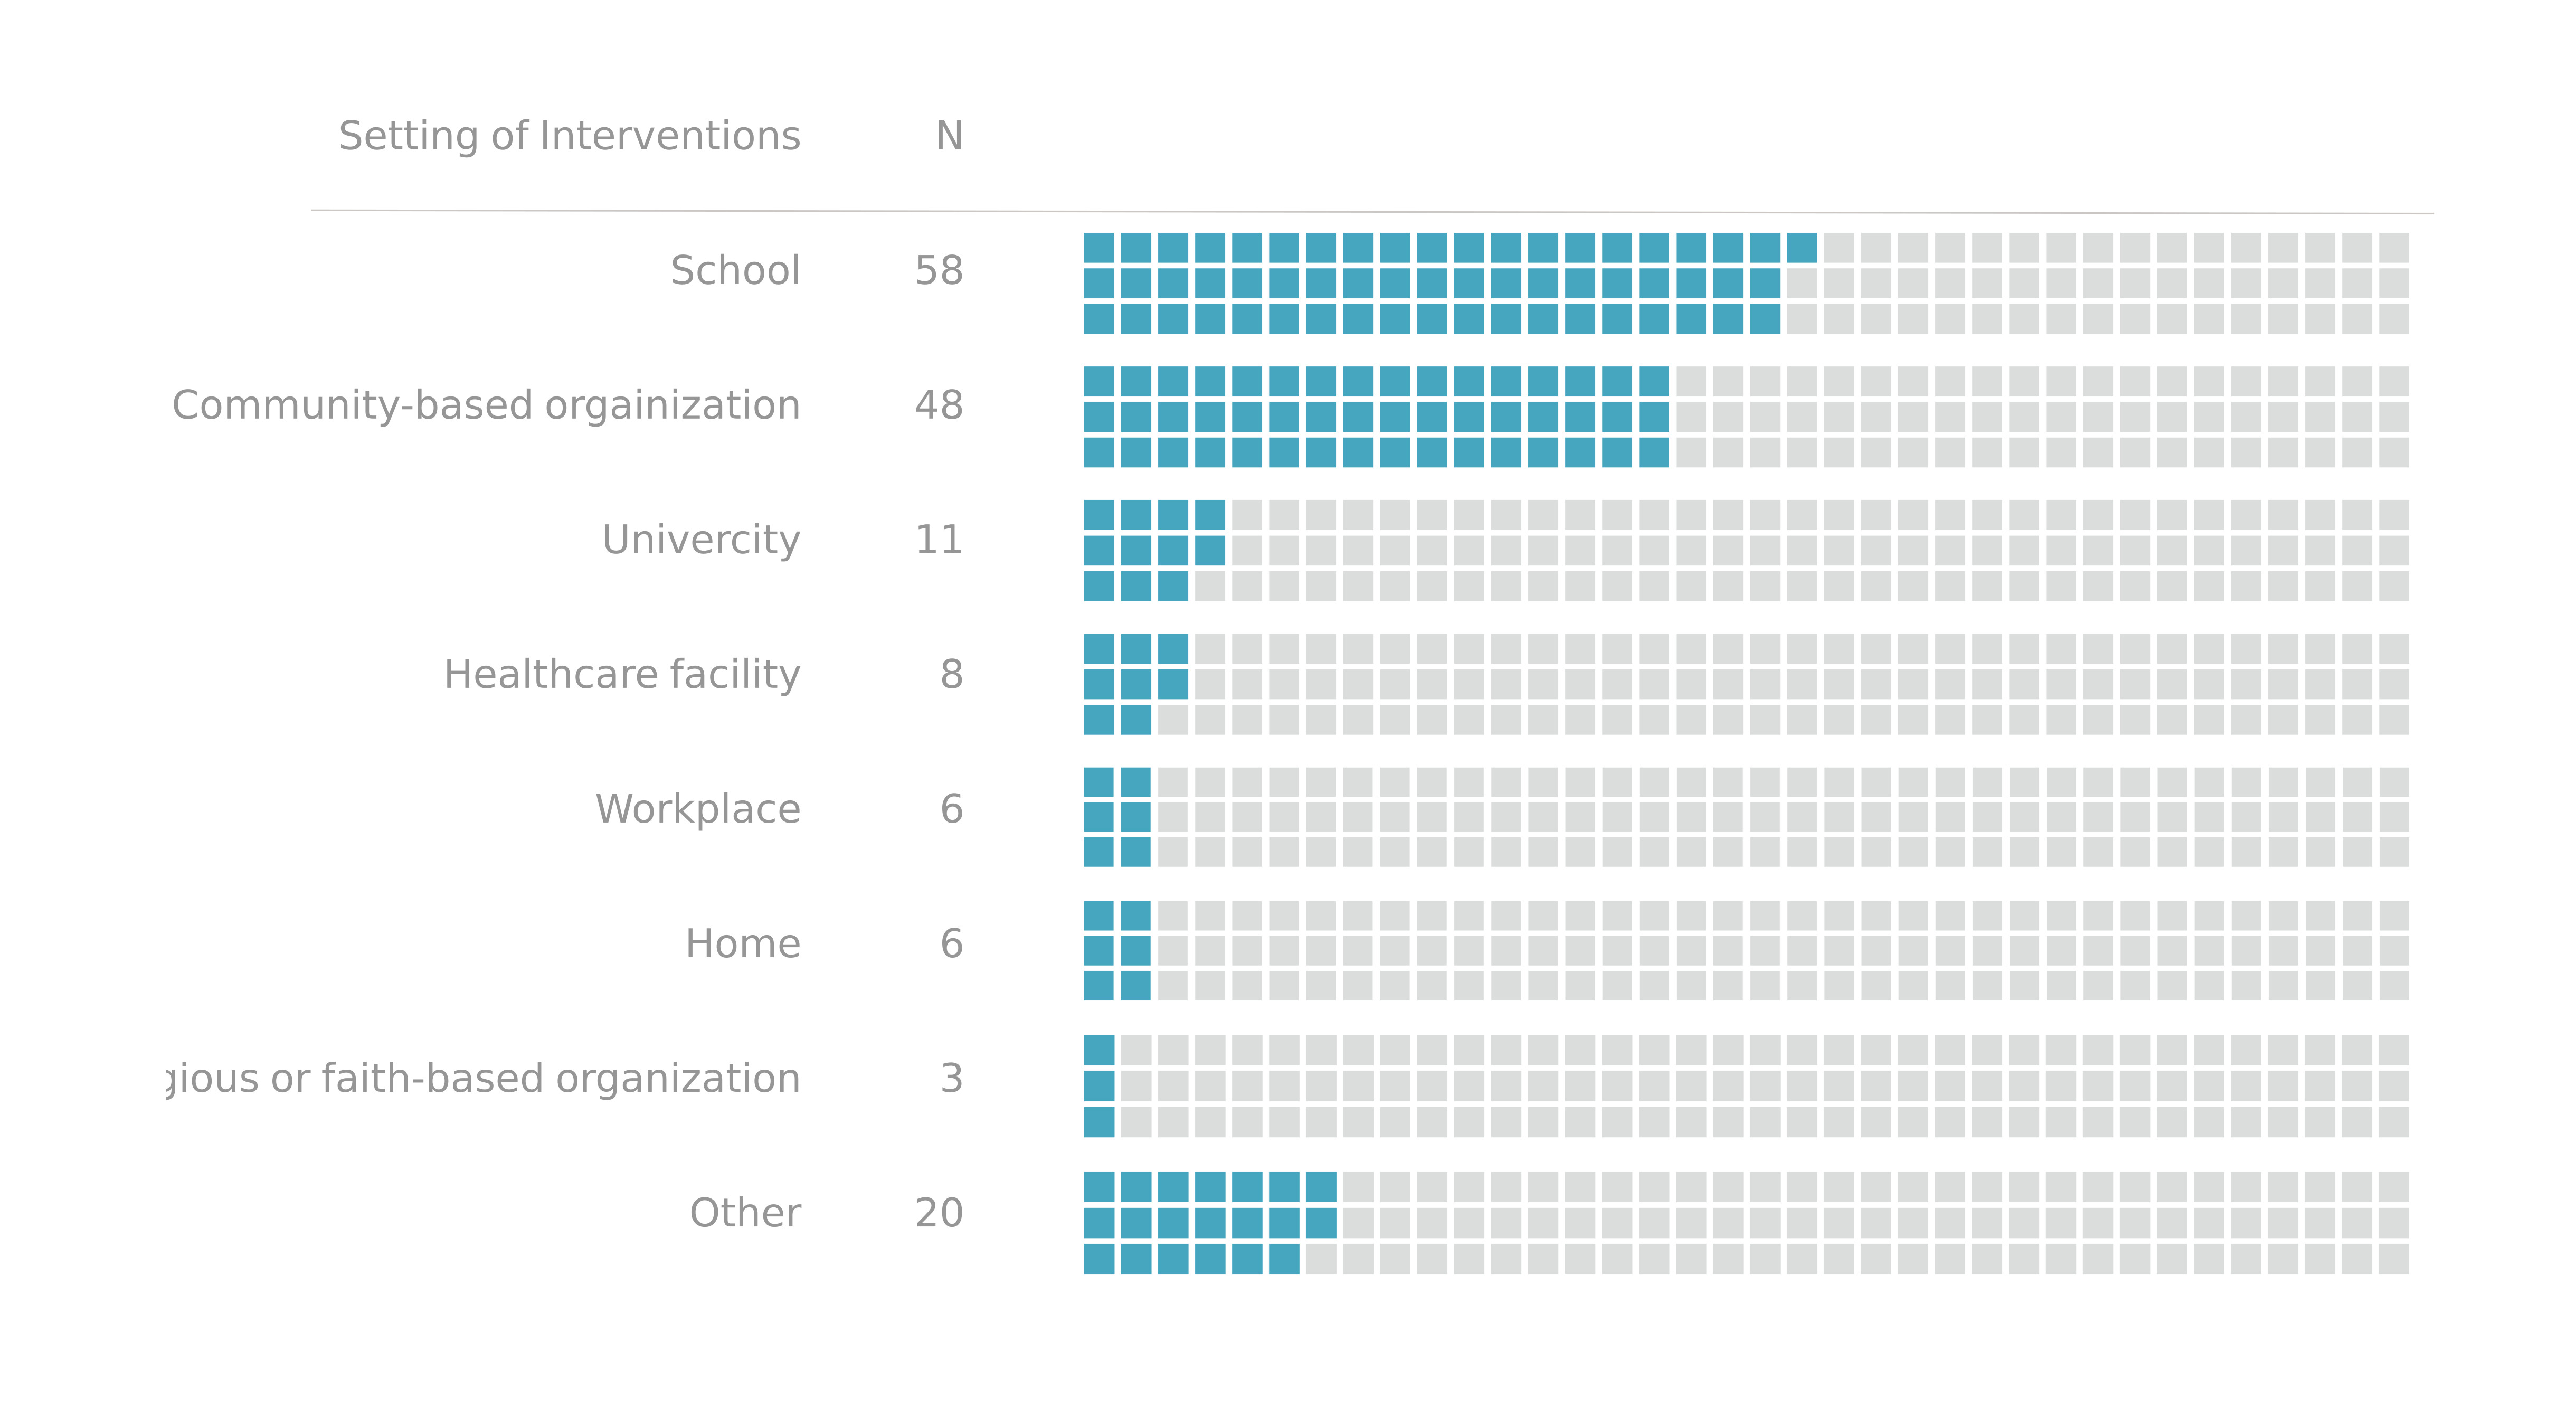 Setting of Interventions N
School 58
Community-based orgainization 48
Univercity 11
Healthcare facility 8
Workplace 6
Home 6
gious or faith-based organization 3
Other 20